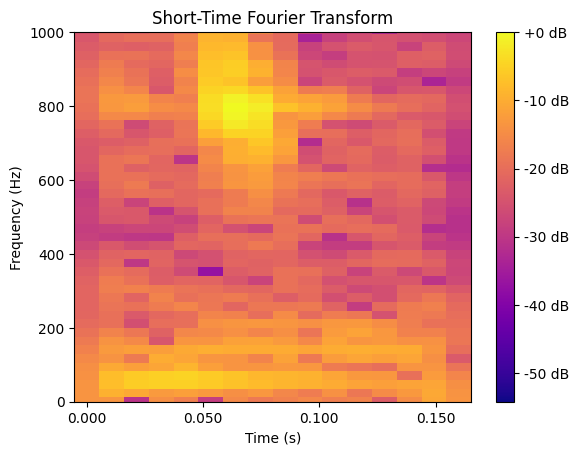 Short-Time Fourier Transform
Frequency (Hz)
1000
800
600
400
200
0
0.000
0.050
0.100
0.150
Time (s)
+0 dB
-10 dB
-20 dB
-30 dB
-40 dB
-50 dB